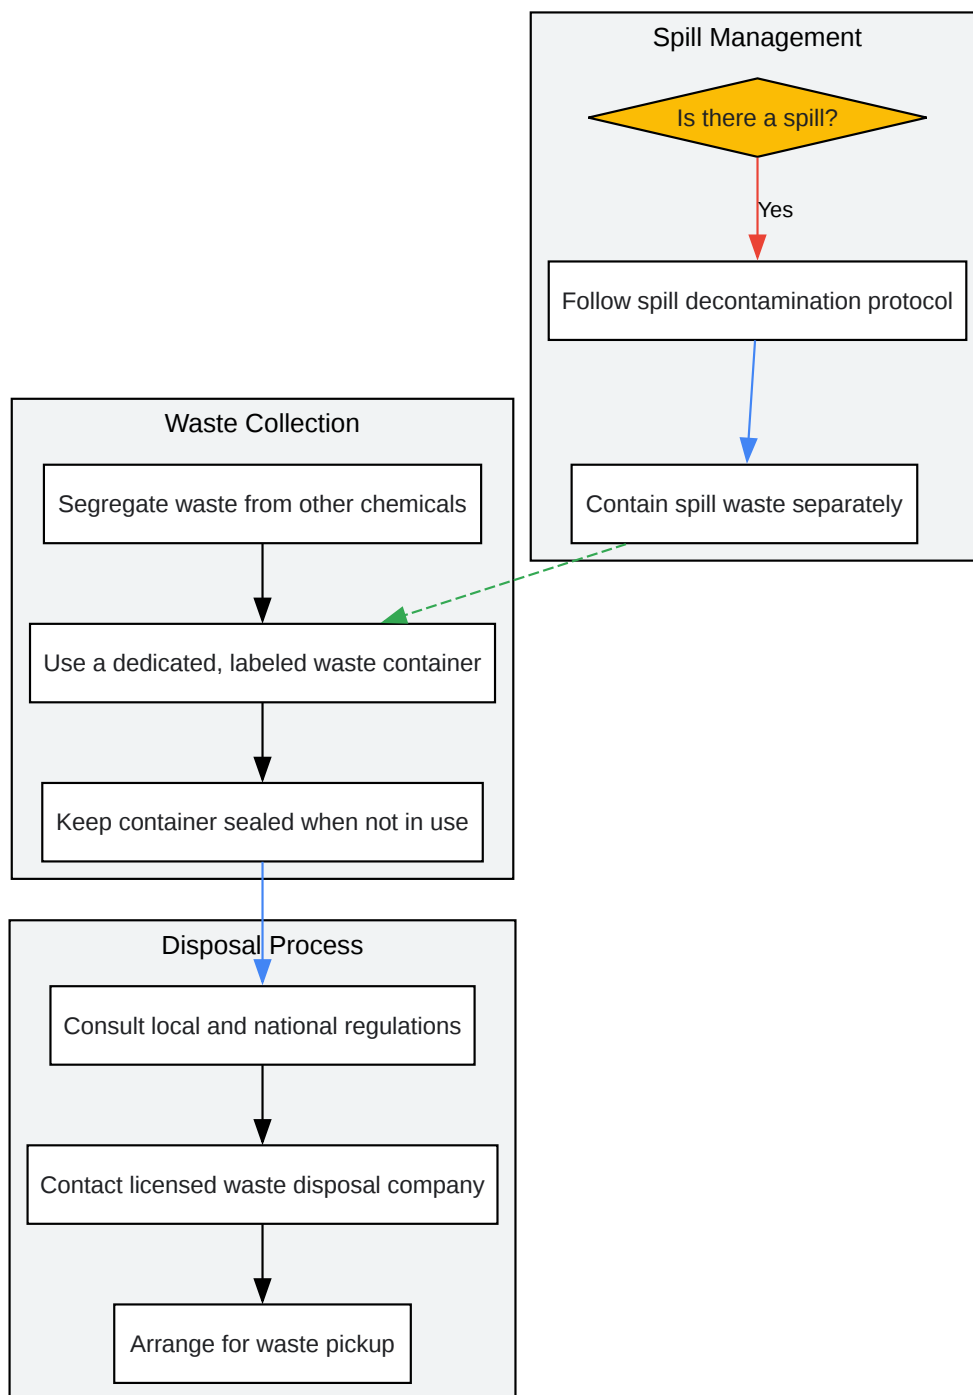 Spill Management
Is there a spill?
Yes
Follow spill decontamination protocol
Contain spill waste separately
Waste Collection
Segregate waste from other chemicals
Use a dedicated, labeled waste container
Keep container sealed when not in use
Disposal Process
Consult local and national regulations
Contact licensed waste disposal company
Arrange for waste pickup